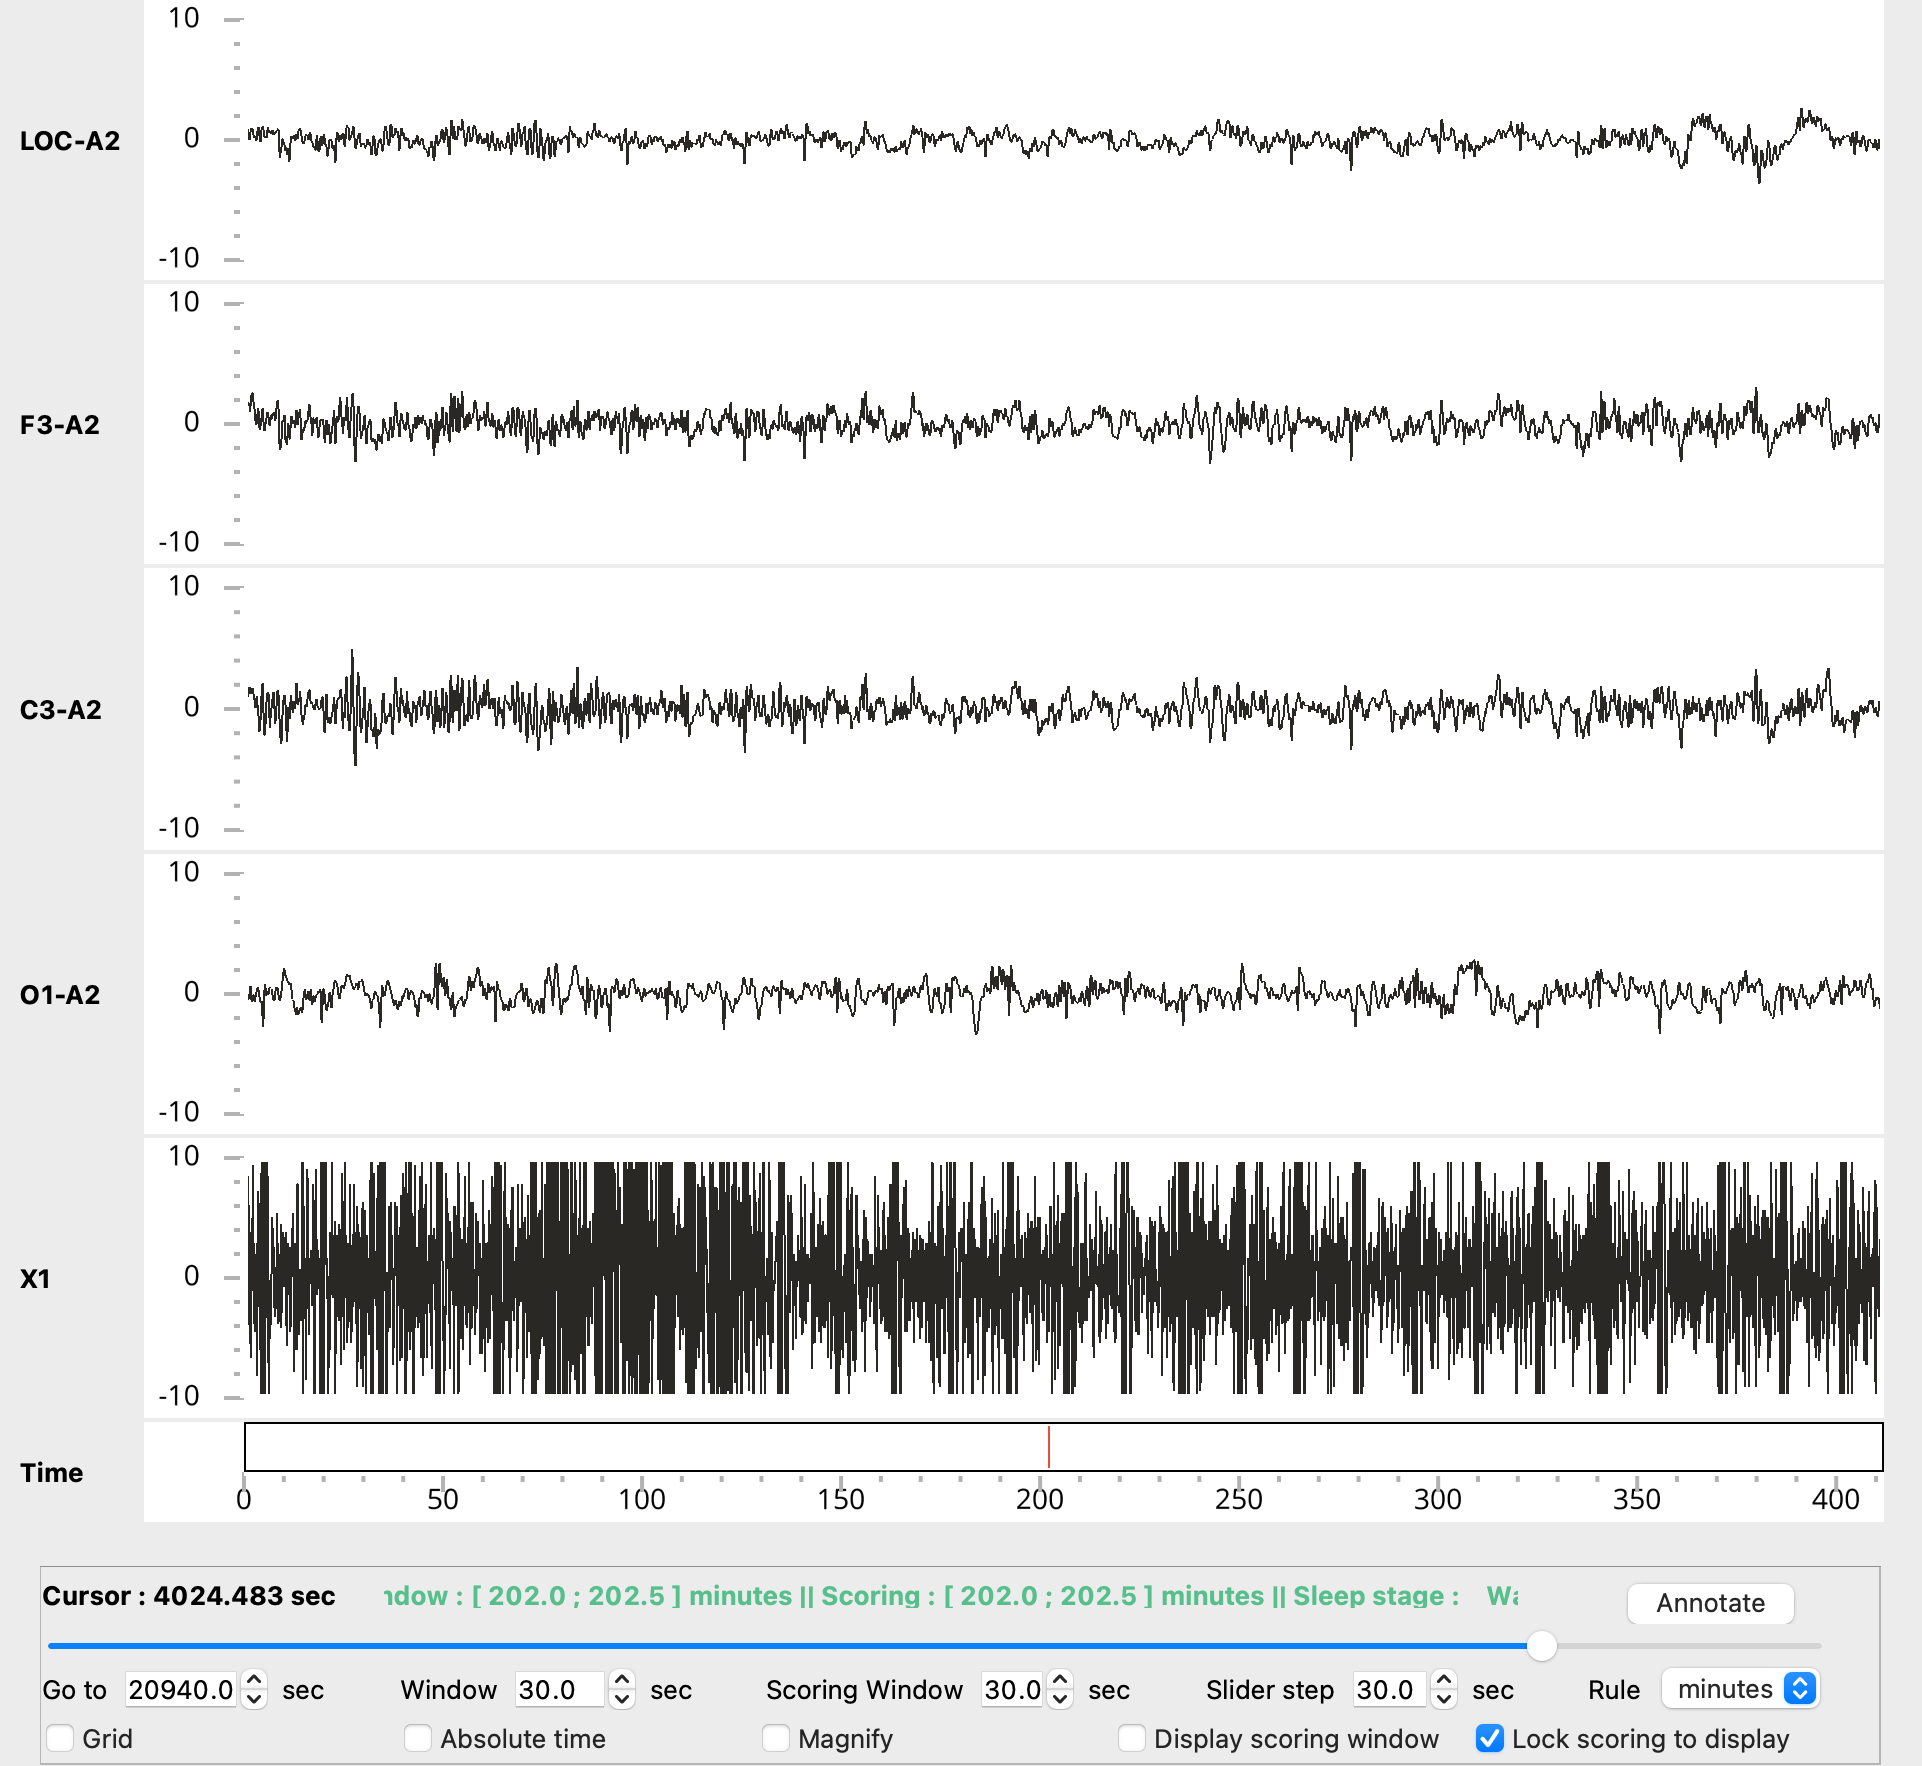 10
LOC-A2
0
-10
10
F3-A2
0
-10
10
C3-A2
0
-10
10
O1-A2
0
-10
10
X1
0
-10
Time
0 50 100 150 200 250 300 350 400
Cursor : 4024.483 sec ndow : [ 202.0 ; 202.5 ] minutes || Scoring : [ 202.0 ; 202.5 ] minutes || Sleep stage : Wa Annotate
Go to 20940.0 sec Window 30.0 sec Scoring Window 30.0 sec Slider step 30.0 sec Rule minutes
Grid Absolute time Magnify Display scoring window Lock scoring to display